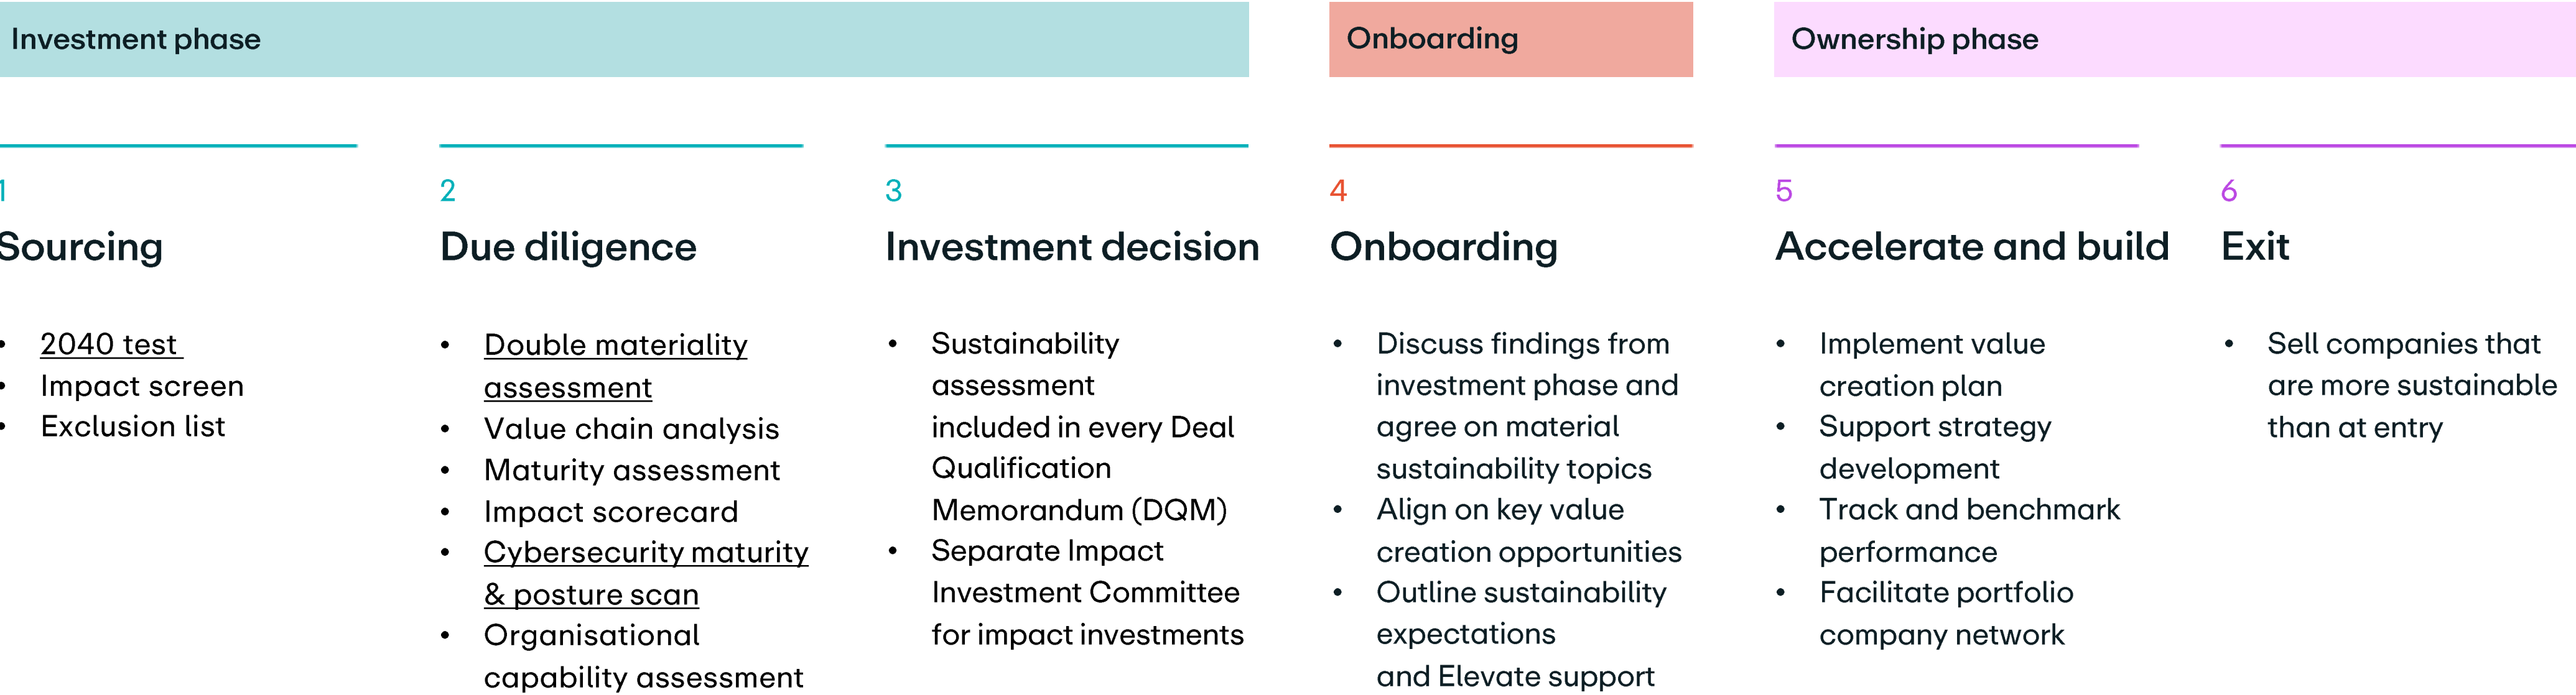 Investment phase
Onboarding
Ownership phase
1
Sourcing
• 2040 test
• Impact screen
• Exclusion list
2
Due diligence
• Double materiality
assessment
• Value chain analysis
• Maturity assessment
• Impact scorecard
• Cybersecurity maturity
& posture scan
• Organisational
capability assessment
3
Investment decision
• Sustainability
assessment
included in every Deal
Qualification
Memorandum (DQM)
• Separate Impact
Investment Committee
for impact investments
4
Onboarding
• Discuss findings from
investment phase and
agree on material
sustainability topics
• Align on key value
creation opportunities
• Outline sustainability
expectations
and Elevate support
5
Accelerate and build
• Implement value
creation plan
• Support strategy
development
• Track and benchmark
performance
• Facilitate portfolio
company network
6
Exit
• Sell companies that
are more sustainable
than at entry